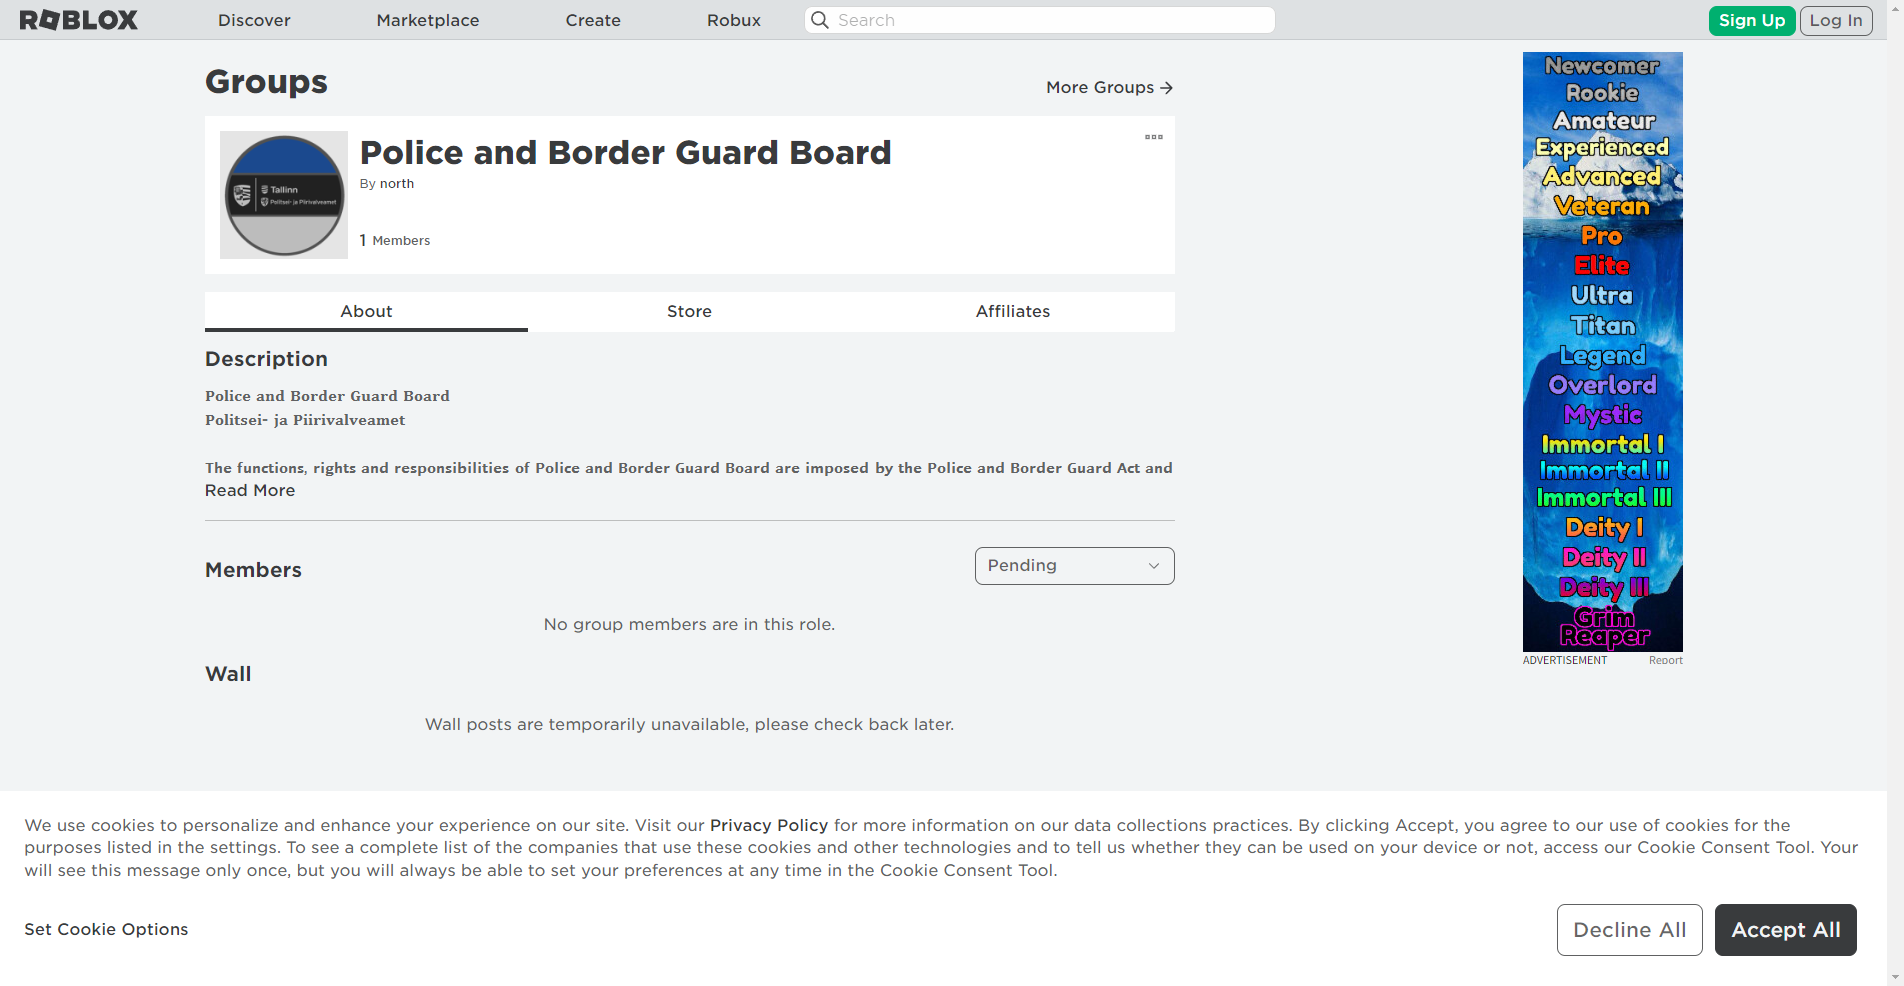 ROBLOX
Discover
Marketplace
Create
Robux
Search
Sign Up
Log In
Groups
More Groups
Tallinn
Politsei- ja Piirivalveamet
Police and Border Guard Board
By north
1 Members
About
Store
Affiliates
Description
Police and Border Guard Board
Politsei- ja Piirivalveamet
The functions, rights and responsibilities of Police and Border Guard Board are imposed by the Police and Border Guard Act and
Read More
Members
Pending
No group members are in this role.
Wall
Wall posts are temporarily unavailable, please check back later.
Newcomer
Rookie
Amateur
Experienced
Advanced
Veteran
Pro
Elite
Ultra
Titan
Legend
Overlord
Mystic
Immortal I
Immortal II
Immortal III
Deity I
Deity II
Deity III
Grim
Reaper
ADVERTISEMENT
Report
We use cookies to personalize and enhance your experience on our site. Visit our Privacy Policy for more information on our data collections practices. By clicking Accept, you agree to our use of cookies for the
purposes listed in the settings. To see a complete list of the companies that use these cookies and other technologies and to tell us whether they can be used on your device or not, access our Cookie Consent Tool. Your
will see this message only once, but you will always be able to set your preferences at any time in the Cookie Consent Tool.
Set Cookie Options
Decline All
Accept All